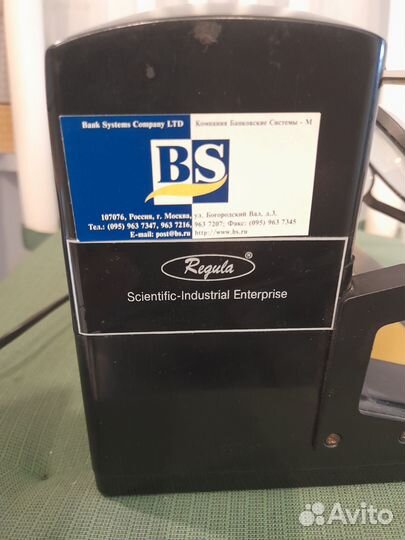 Bank Systems Company LTD Компания Банковские Системы – М
BS
107076, Россия, г. Москва, ул. Богородский Вал, д.3,
Тел.: (095) 963 7347, 963 7216, 963 7207; Факс: (095) 963 7345
E-mail: post@bs.ru http://www.bs.ru
Regula ®
Scientific-Industrial Enterprise
Avito